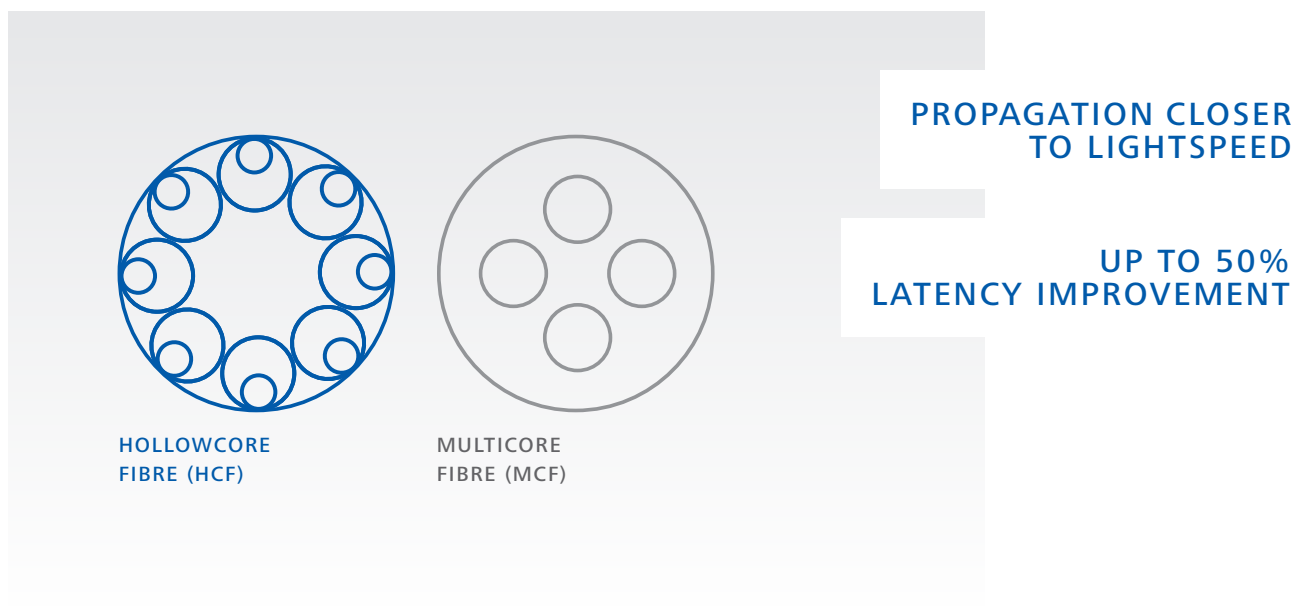 PROPAGATION CLOSER
TO LIGHTSPEED
UP TO 50%
LATENCY IMPROVEMENT
HOLLOWCORE
FIBRE (HCF)
MULTICORE
FIBRE (MCF)